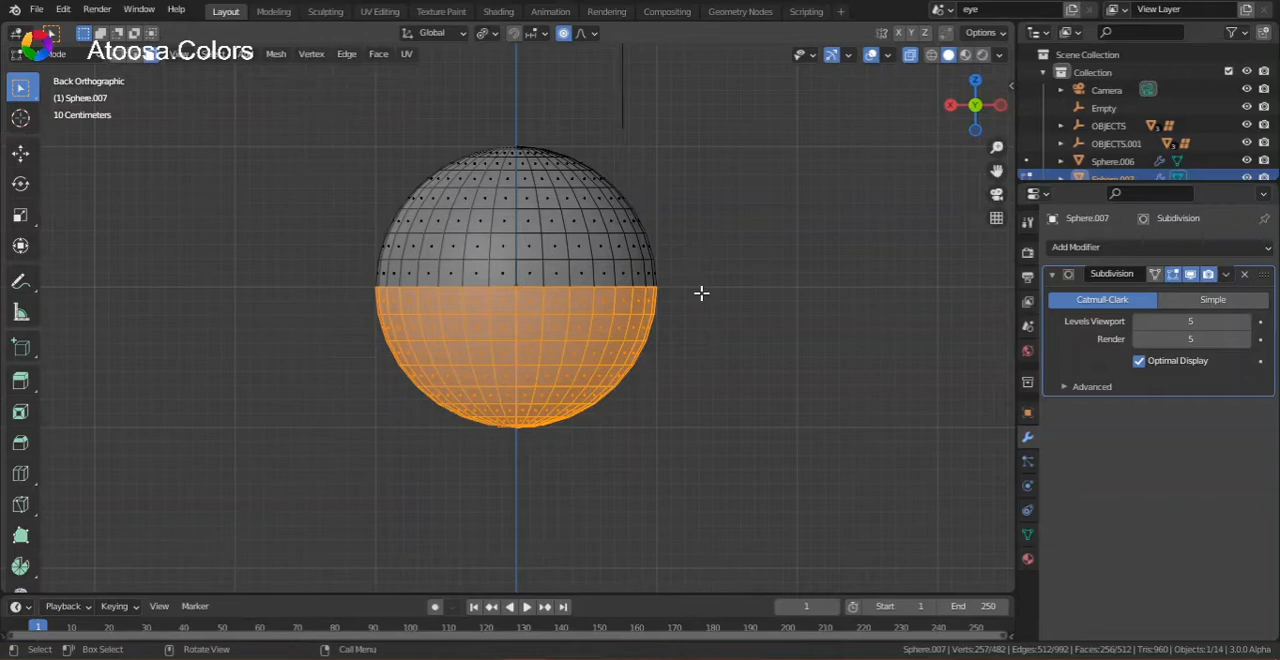 File Edit Render Window Help Layout Modeling Sculpting UV Editing Texture Paint Shading Animation Rendering Compositing Geometry Nodes Scripting + eye View Layer
Global Options
Atoosa Colors
Mesh Vertex Edge Face UV X Y Z
Back Orthographic
(1) Sphere.007
10 Centimeters
Z
X
Y
Scene Collection
Collection
Camera
Empty
OBJECTS 3
OBJECTS.001 3
Sphere.006
Sphere.007
Sphere.007 Subdivision
Add Modifier
Subdivision
Catmull-Clark Simple
Levels Viewport 5
Render 5
Optimal Display
Advanced
Playback Keying View Marker 1 Start 1 End 250
1 10 20 30 40 50 60 70 80 90 100 110 120 130 140 150 160 170 180 190 200 210 220 230 240 250
Select Box Select Rotate View Call Menu Sphere.007 | Verts:257/482 | Edges:512/992 | Faces:256/512 | Tris:960 | Objects:1/14 | 3.0.0 Alpha